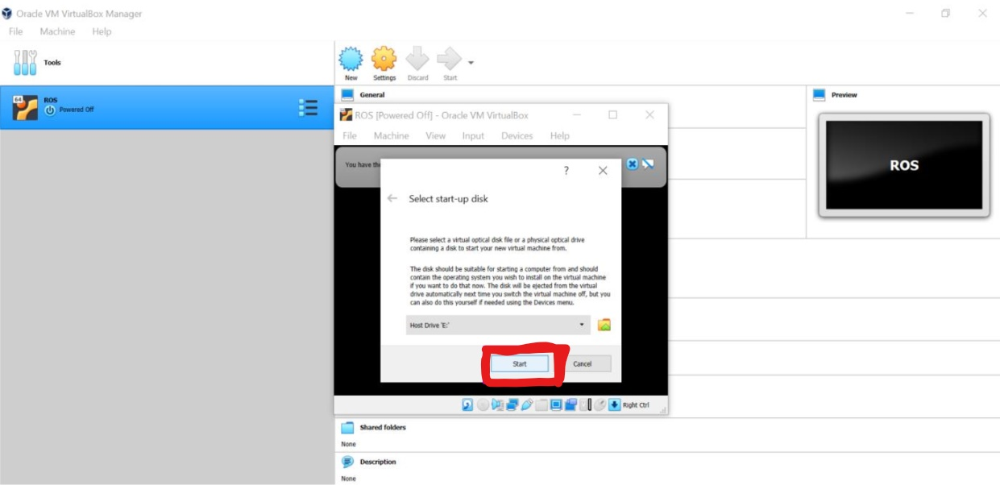 Oracle VM VirtualBox Manager
File Machine Help
Tools
New Settings Discard Start
64
ROS
Powered Off
General
Preview
ROS
ROS [Powered Off] - Oracle VM VirtualBox
File Machine View Input Devices Help
You have the
?
Select start-up disk
Please select a virtual optical disk file or a physical optical drive
containing a disk to start your new virtual machine from.
The disk should be suitable for starting a computer from and should
contain the operating system you wish to install on the virtual machine
if you want to do that now. The disk will be ejected from the virtual
drive automatically next time you switch the virtual machine off, but you
can also do this yourself if needed using the Devices menu.
Host Drive 'E:'
Start Cancel
Right Ctrl
Shared folders
None
Description
None